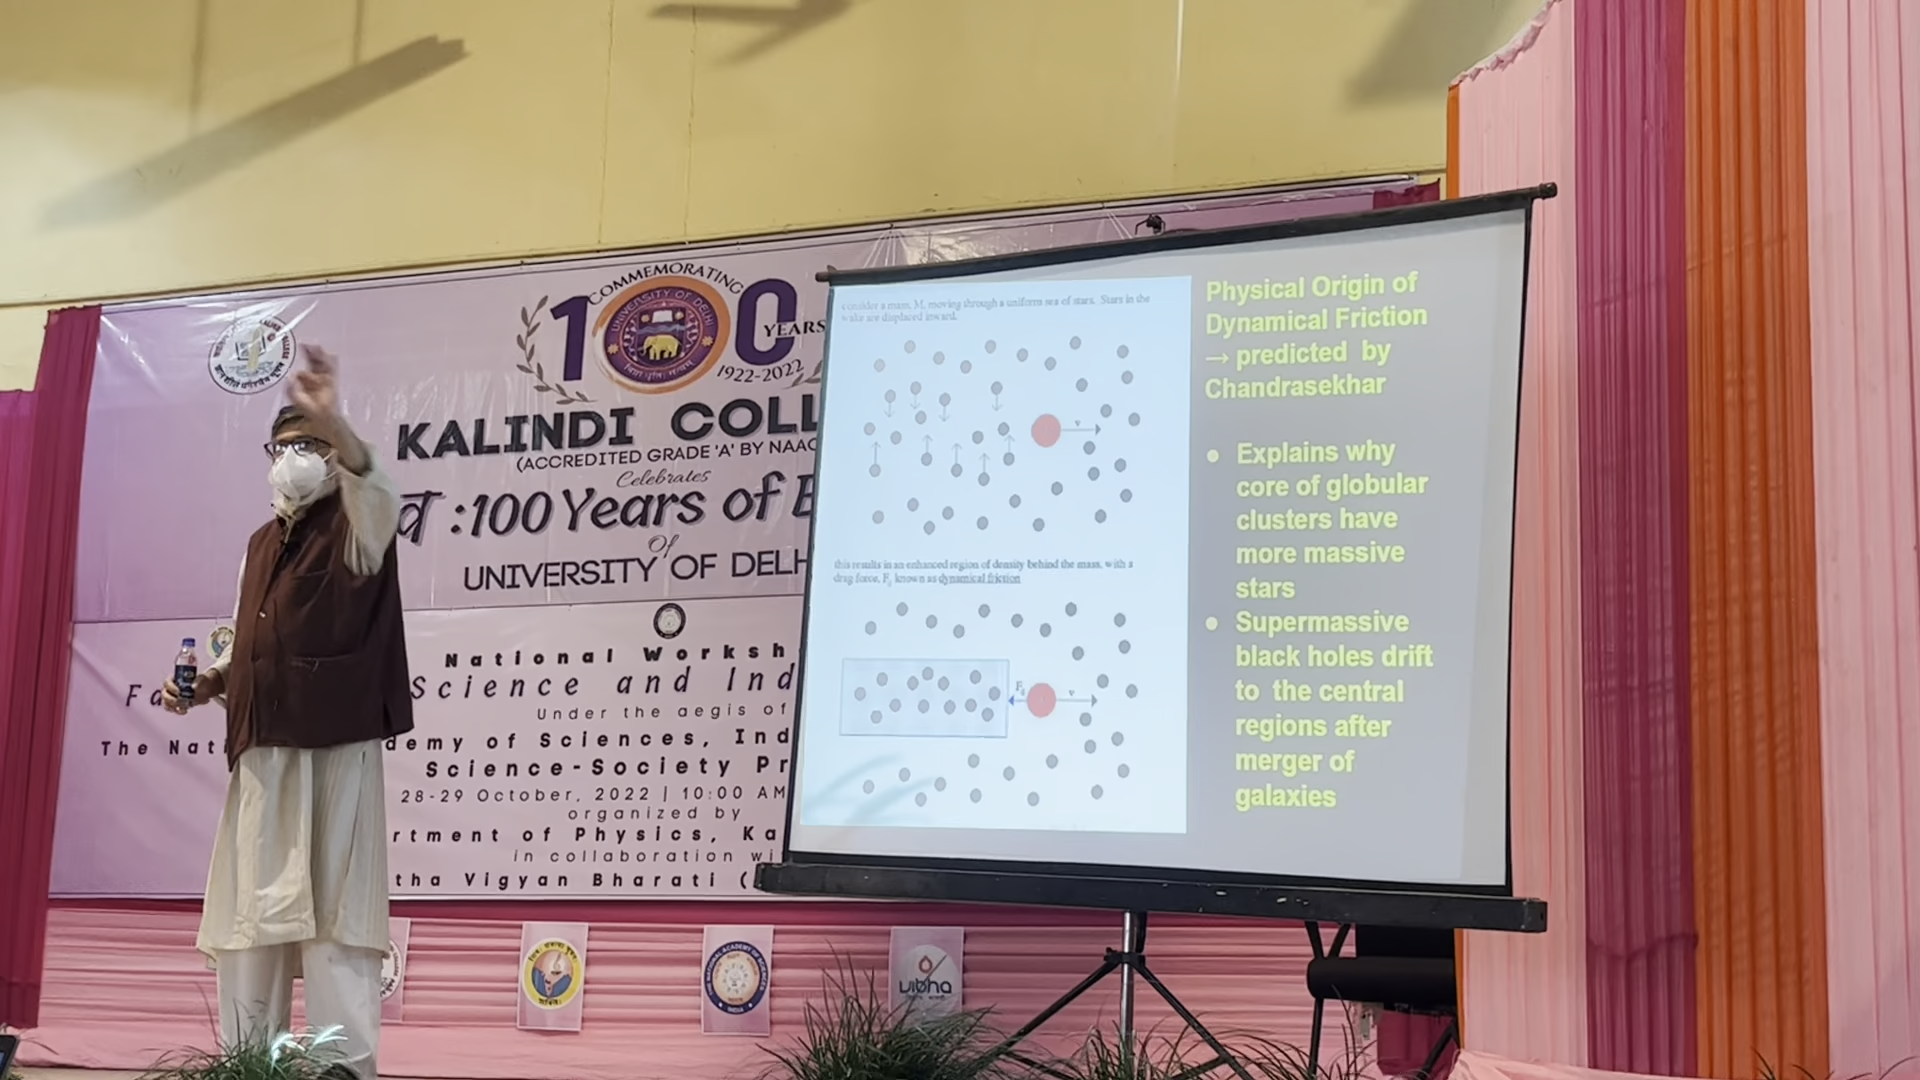 COMMEMORATING
100
YEARS
UNIVERSITY OF DELHI
1922-2022
KALINDI COLL
(ACCREDITED GRADE 'A' BY NAAC
Celebrates
:100 Years of E
Of
UNIVERSITY OF DELH
National Worksh
Science and Ind
Under the aegis of
The Nati demy of Sciences, Ind
Science-Society Pr
28-29 October, 2022 | 10:00 AM
organized by
rtment of Physics, Ka
in collaboration wi
tha Vigyan Bharati (
vibha
consider a mass, M, moving through a uniform sea of stars. Stars in the
wake are displaced inward.
v
this results in an enhanced region of density behind the mass, with a
drag force, F known as dynamical friction
F
v
Physical Origin of
Dynamical Friction
→ predicted by
Chandrasekhar
● Explains why
core of globular
clusters have
more massive
stars
● Supermassive
black holes drift
to the central
regions after
merger of
galaxies